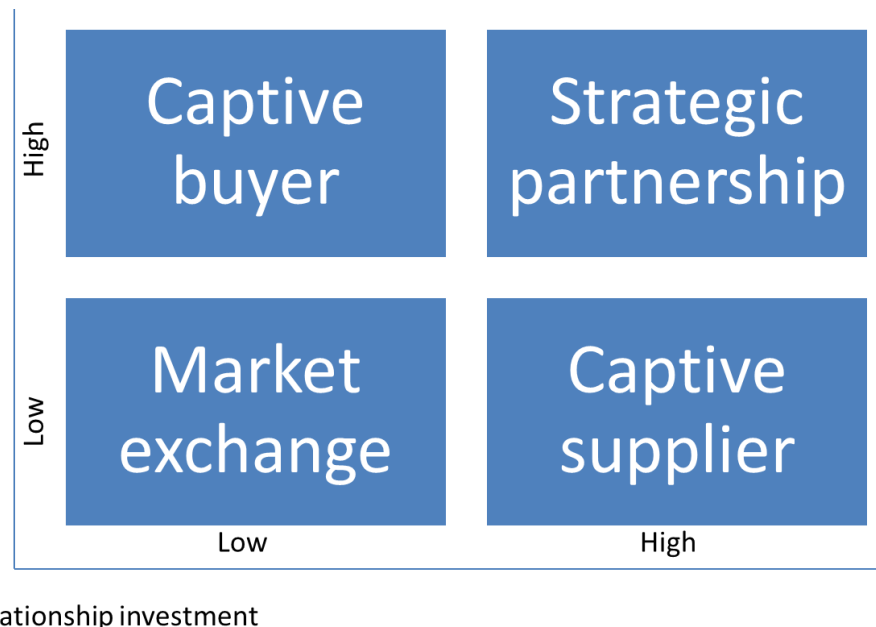 High
Captive
buyer
Strategic
partnership
Low
Market
exchange
Captive
supplier
Low
High
ationship investment